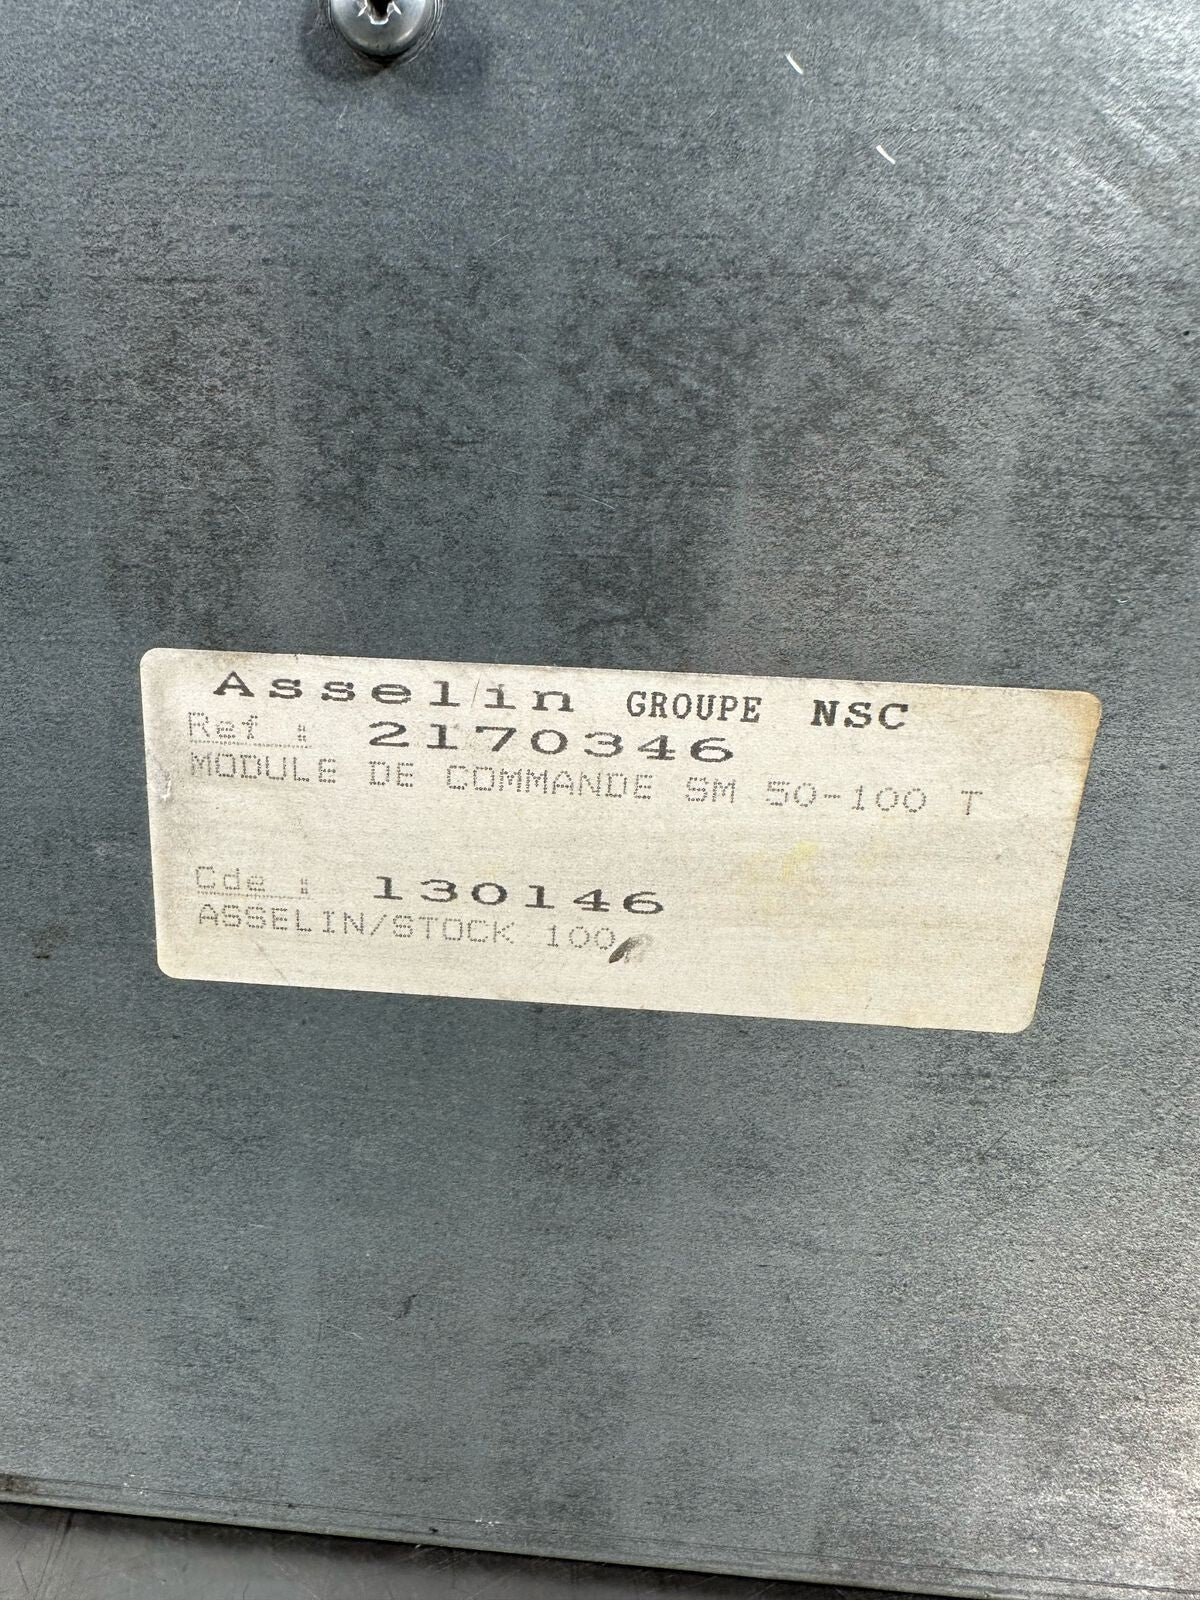 Asselin GROUPE NSC
Ref : 2170346
MODULE DE COMMANDE SM 50-100 T
Cde : 130146
ASSELIN/STOCK 100